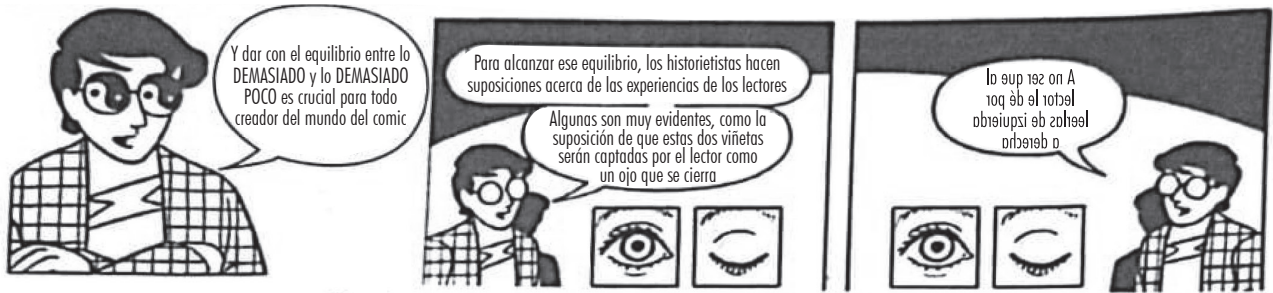 Y dar con el equilibrio entre lo
DEMASIADO y lo DEMASIADO
POCO es crucial para todo
creador del mundo del comic
Para alcanzar ese equilibrio, los historietistas hacen
suposiciones acerca de las experiencias de los lectores
Algunas son muy evidentes, como la
suposición de que estas dos viñetas
serán captadas por el lector como
un ojo que se cierra
A no ser que al
lector le dé por
leerlas de izquierda
a derecha